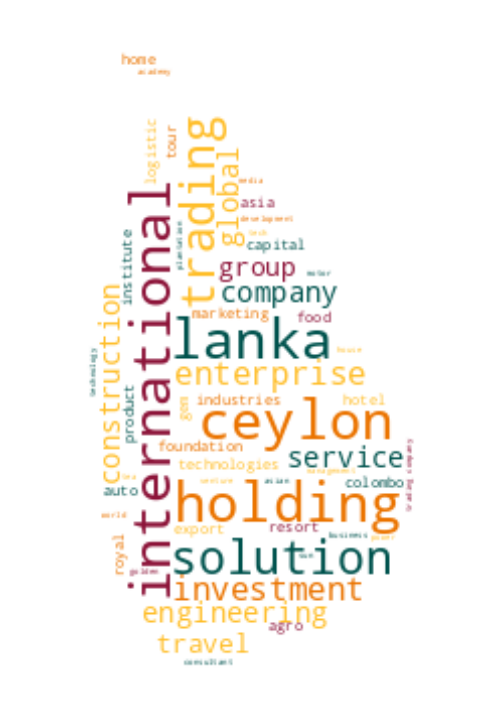 home
academy
logistic
tour
trading
global
media
asia
development
tech
capital
international
plantation
institute
group
motor
company
marketing
food
construction
lanka
house
technology
enterprise
product
gem
industries
hotel
ceylon
foundation
service
trading company
technologies
management
tea
venture
asian
colombo
auto
holding
world
export
resort
business
power
royal
solution
sun
golden
investment
engineering
agro
travel
consultant